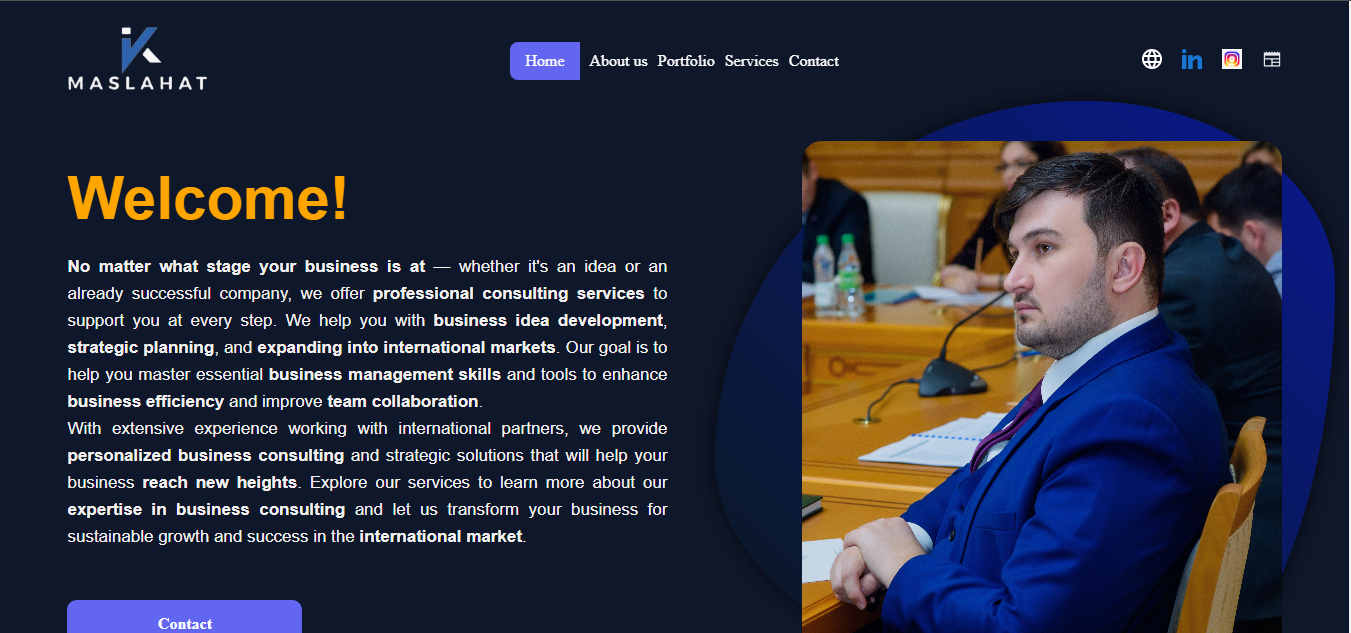 MASLAHAT
Home About us Portfolio Services Contact
in
Welcome!
No matter what stage your business is at — whether it's an idea or an
already successful company, we offer professional consulting services to
support you at every step. We help you with business idea development,
strategic planning, and expanding into international markets. Our goal is to
help you master essential business management skills and tools to enhance
business efficiency and improve team collaboration.
With extensive experience working with international partners, we provide
personalized business consulting and strategic solutions that will help your
business reach new heights. Explore our services to learn more about our
expertise in business consulting and let us transform your business for
sustainable growth and success in the international market.
Contact